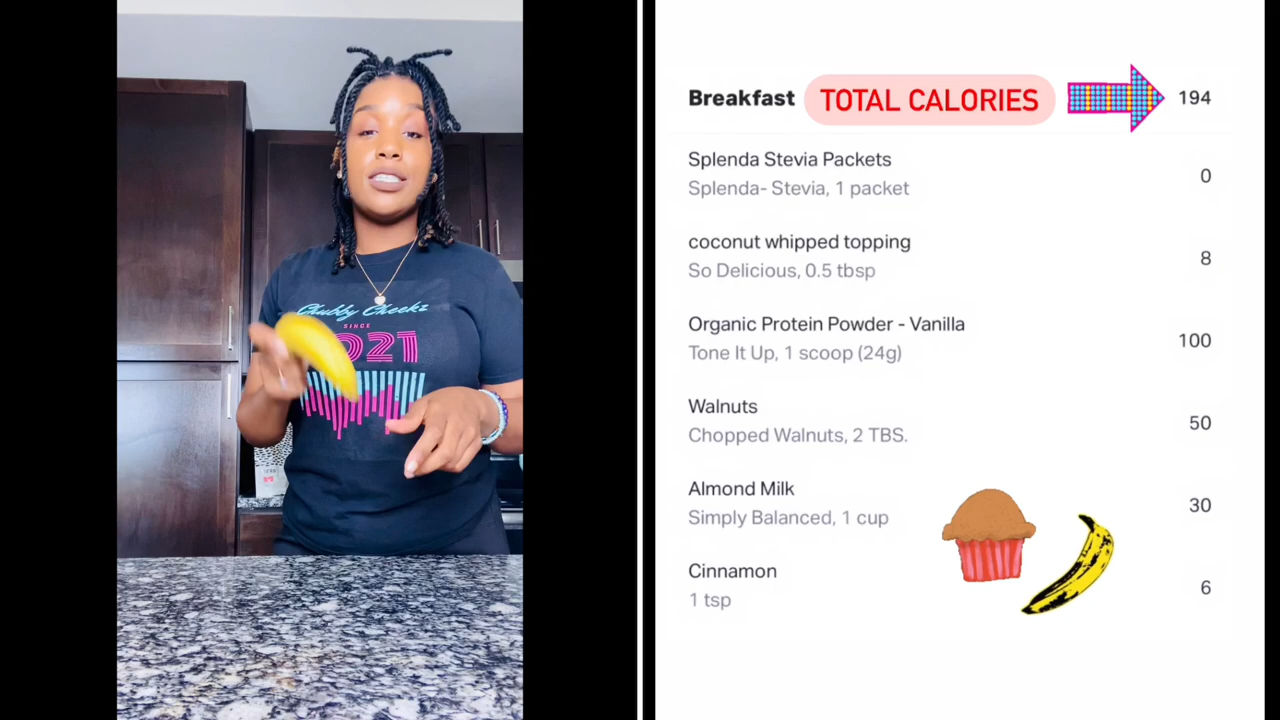 Chubby Cheekz
SINCE
2021
Breakfast TOTAL CALORIES 194
Splenda Stevia Packets
Splenda- Stevia, 1 packet 0
coconut whipped topping
So Delicious, 0.5 tbsp 8
Organic Protein Powder - Vanilla
Tone It Up, 1 scoop (24g) 100
Walnuts
Chopped Walnuts, 2 TBS. 50
Almond Milk
Simply Balanced, 1 cup 30
Cinnamon
1 tsp 6